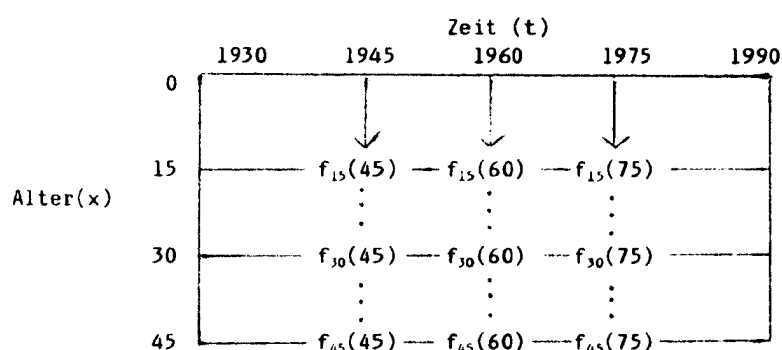 Zeit (t)
1930 1945 1960 1975 1990
0
15 f₁₅(45) f₁₅(60) f₁₅(75)
Alter(x)
30 f₃₀(45) f₃₀(60) f₃₀(75)
45 f₄₅(45) f₄₅(60) f₄₅(75)